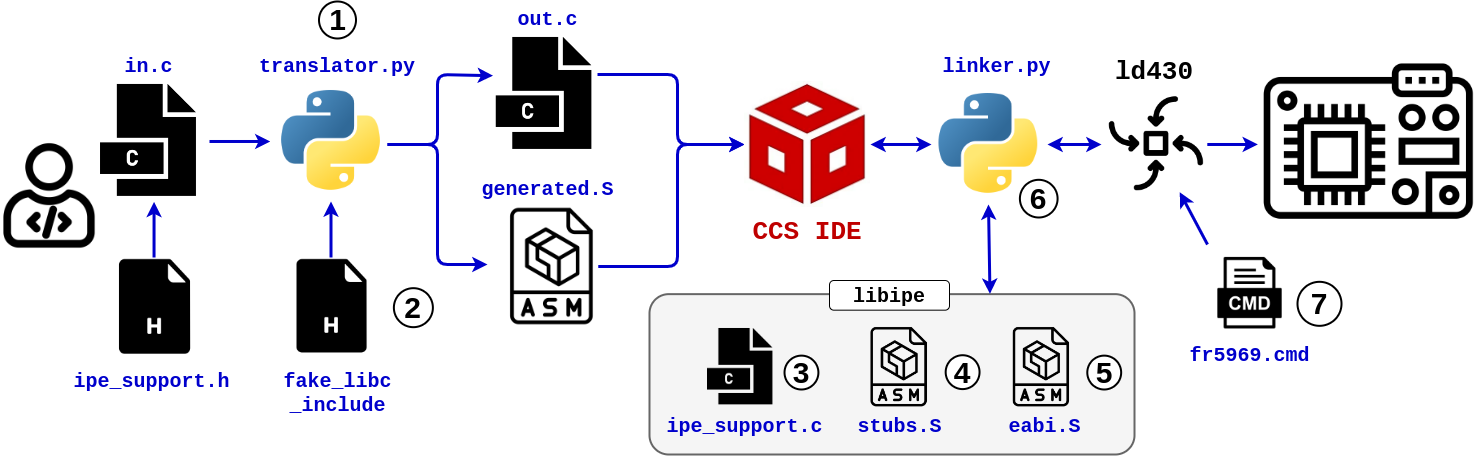 1
out.c
in.c
translator.py
linker.py
ld430
C
C
generated.S
6
CCS IDE
H
H
2
ASM
libipe
CMD
7
fr5969.cmd
ipe_support.h
fake_libc
_include
C
3
ASM
4
ASM
5
ipe_support.c
stubs.S
eabi.S